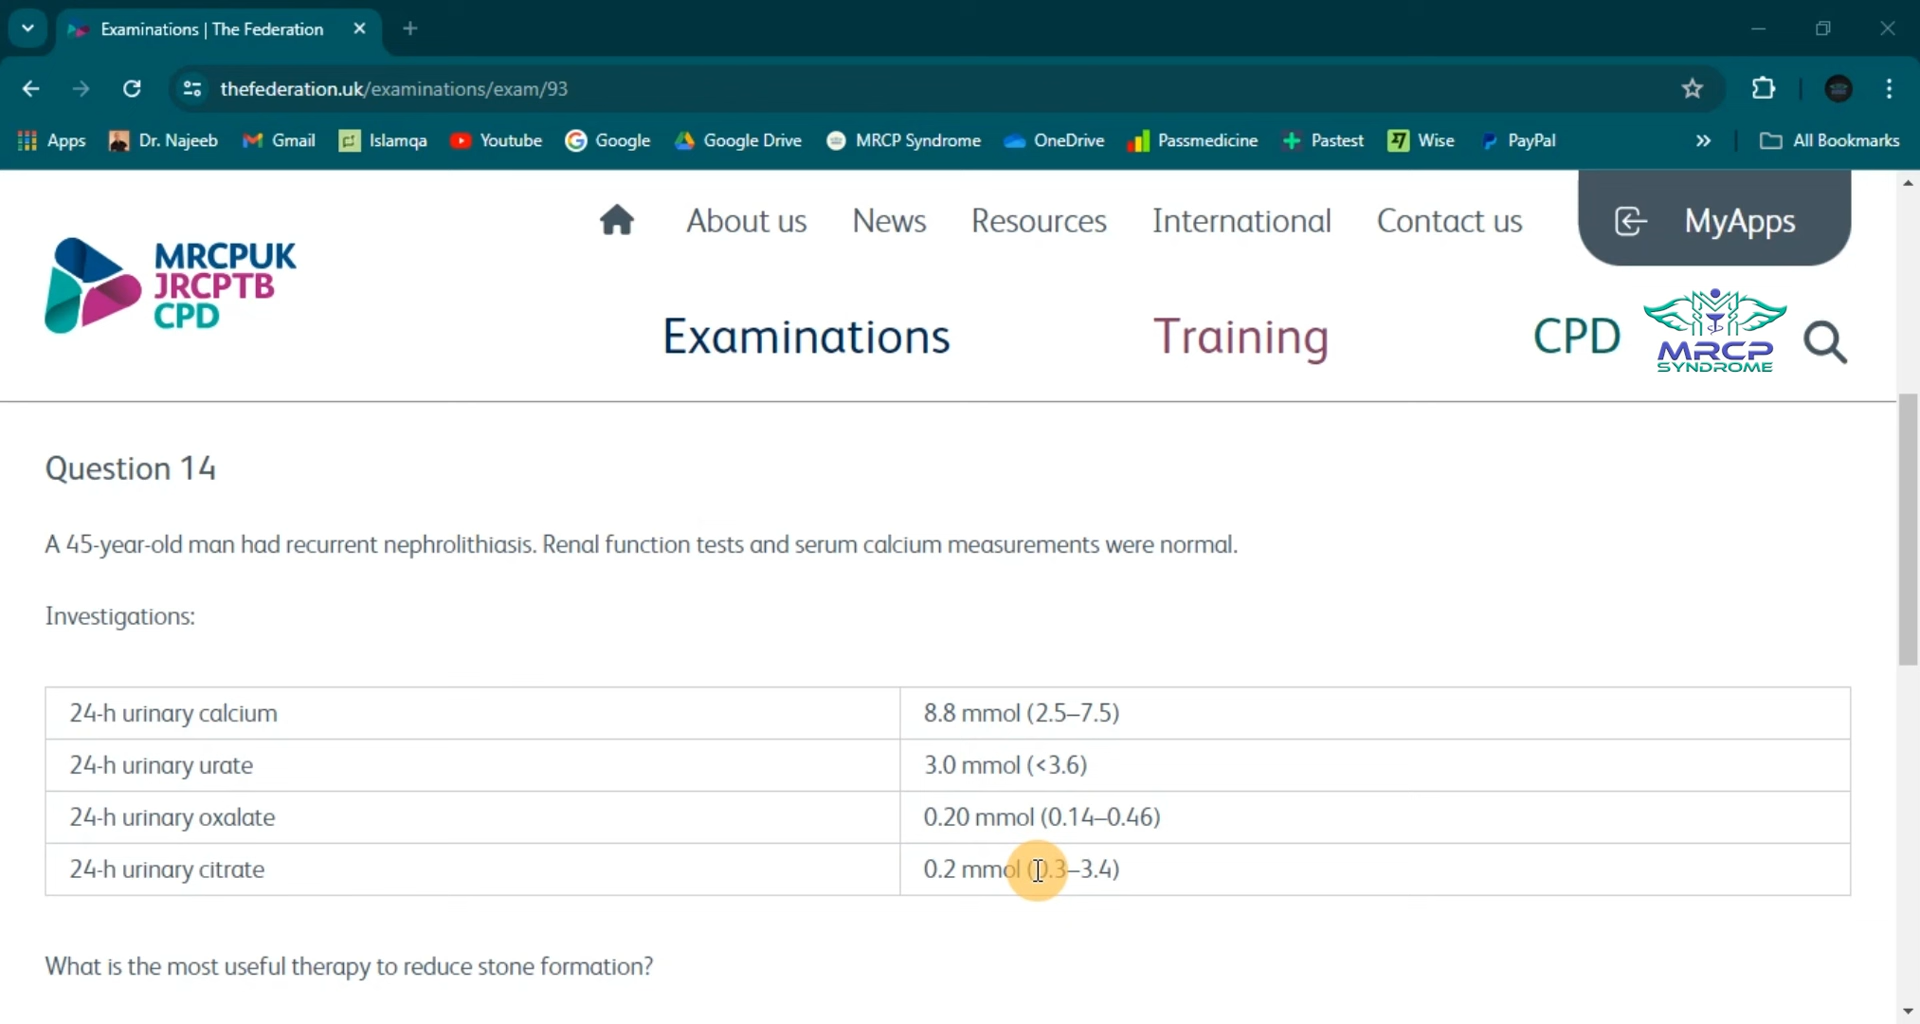 Examinations | The Federation
thefederation.uk/examinations/exam/93
Apps Dr. Najeeb Gmail Islamqa Youtube Google Google Drive MRCP Syndrome OneDrive Passmedicine Pastest Wise PayPal All Bookmarks
About us News Resources International Contact us MyApps
MRCPUK
JRCPTB
CPD
Examinations Training CPD
MRCP
SYNDROME
Question 14
A 45-year-old man had recurrent nephrolithiasis. Renal function tests and serum calcium measurements were normal.
Investigations:
24-h urinary calcium 8.8 mmol (2.5–7.5)
24-h urinary urate 3.0 mmol (<3.6)
24-h urinary oxalate 0.20 mmol (0.14–0.46)
24-h urinary citrate 0.2 mmol (0.3–3.4)
What is the most useful therapy to reduce stone formation?